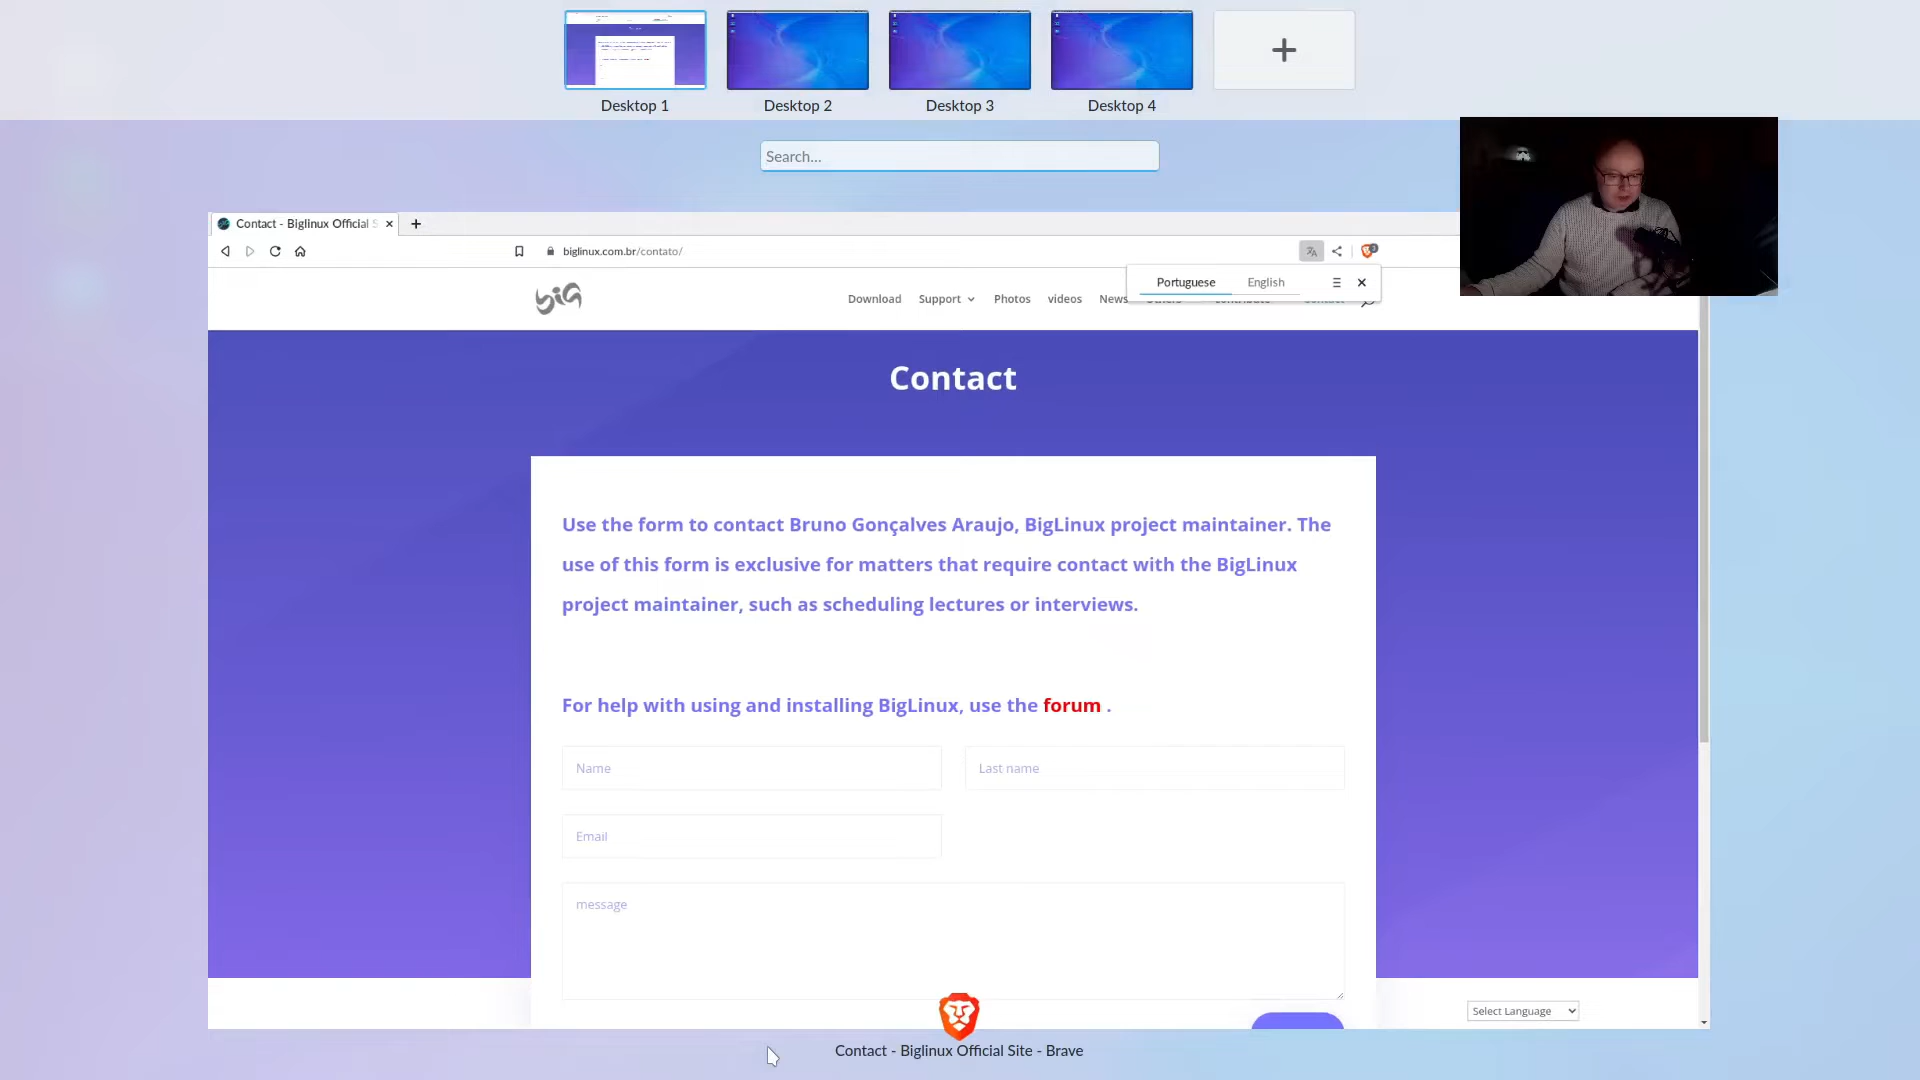 Desktop 1
Desktop 2
Desktop 3
Desktop 4
Search...
Contact - Biglinux Official S
biglinux.com.br/contato/
Portuguese
English
big
Download
Support
Photos
videos
News
Contact
Use the form to contact Bruno Gonçalves Araujo, BigLinux project maintainer. The
use of this form is exclusive for matters that require contact with the BigLinux
project maintainer, such as scheduling lectures or interviews.
For help with using and installing BigLinux, use the forum .
Name
Last name
Email
message
Select Language
Contact - Biglinux Official Site - Brave